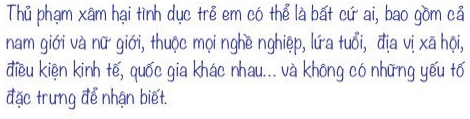 Thủ phạm xâm hại tình dục trẻ em có thể là bất cứ ai, bao gồm cả
nam giới và nữ giới, thuộc mọi nghề nghiệp, lứa tuổi, địa vị xã hội,
điều kiện kinh tế, quốc gia khác nhau... và không có những yếu tố
đặc trưng để nhận biết.